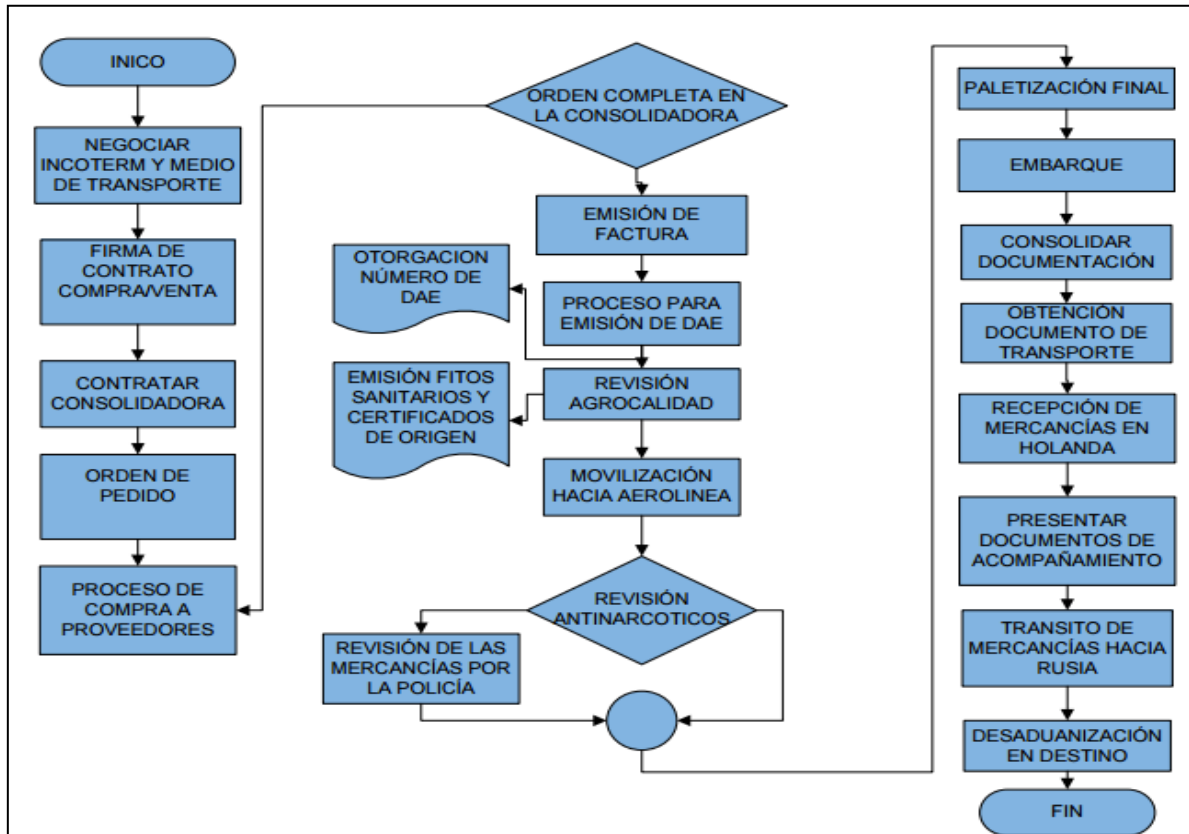 INICO
NEGOCIAR
INCOTERM Y MEDIO
DE TRANSPORTE
FIRMA DE
CONTRATO
COMPRA/VENTA
CONTRATAR
CONSOLIDADORA
ORDEN DE
PEDIDO
PROCESO DE
COMPRA A
PROVEEDORES
ORDEN COMPLETA EN
LA CONSOLIDADORA
EMISIÓN DE
FACTURA
OTORGACION
NÚMERO DE
DAE
PROCESO PARA
EMISIÓN DE DAE
EMISIÓN FITOS
SANITARIOS Y
CERTIFICADOS
DE ORIGEN
REVISIÓN
AGROCALIDAD
MOVILIZACIÓN
HACIA AEROLINEA
REVISIÓN
ANTINARCOTICOS
REVISIÓN DE LAS
MERCANCÍAS POR
LA POLICÍA
PALETIZACIÓN FINAL
EMBARQUE
CONSOLIDAR
DOCUMENTACIÓN
OBTENCIÓN
DOCUMENTO DE
TRANSPORTE
RECEPCIÓN DE
MERCANCÍAS EN
HOLANDA
PRESENTAR
DOCUMENTOS DE
ACOMPAÑAMIENTO
TRANSITO DE
MERCANCÍAS HACIA
RUSIA
DESADUANIZACIÓN
EN DESTINO
FIN